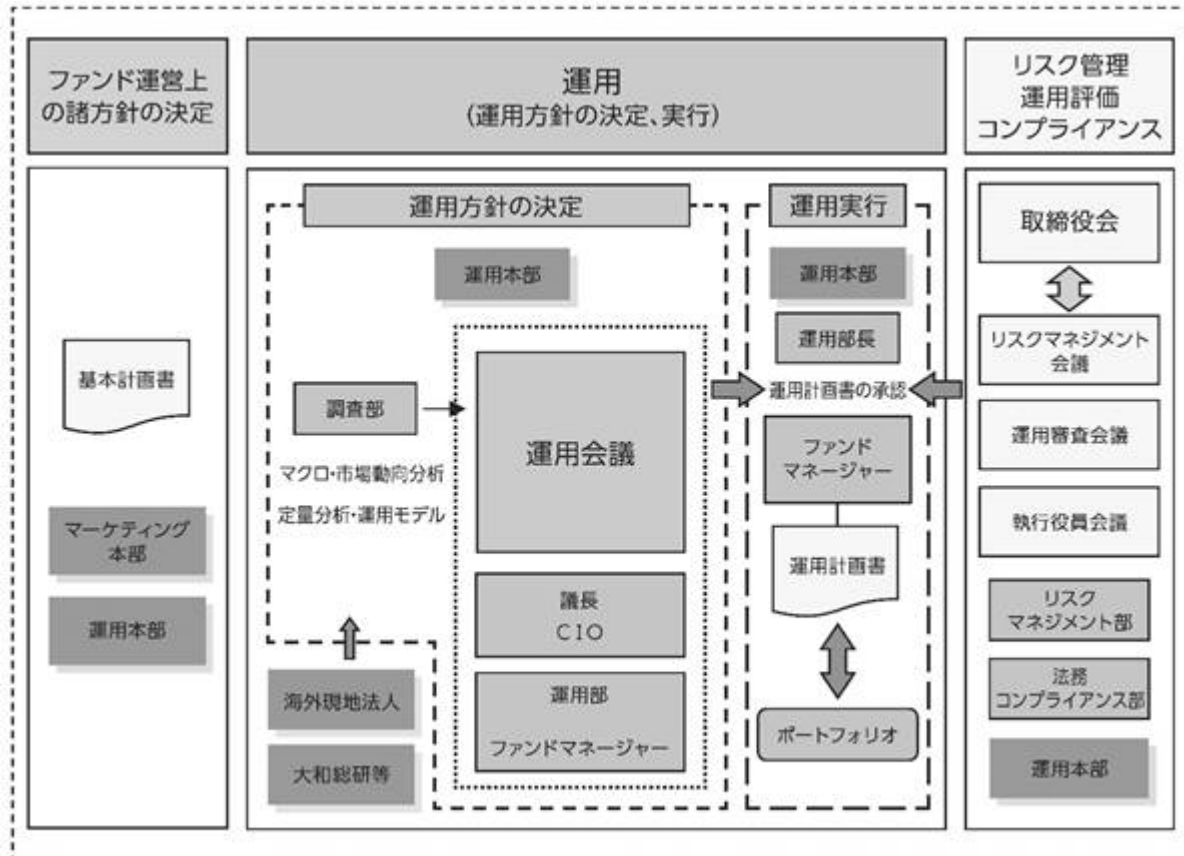 ファンド運営上
の諸方針の決定
運用
(運用方針の決定、実行)
リスク管理
運用評価
コンプライアンス
基本計画書
マーケティング
本部
運用本部
運用方針の決定
運用本部
調査部
マクロ・市場動向分析
定量分析・運用モデル
海外現地法人
大和総研等
運用会議
議長
CIO
運用部
ファンドマネージャー
運用実行
運用本部
運用部長
運用計画書の承認
ファンド
マネージャー
運用計画書
ポートフォリオ
取締役会
リスクマネジメント
会議
運用審査会議
執行役員会議
リスク
マネジメント部
法務
コンプライアンス部
運用本部